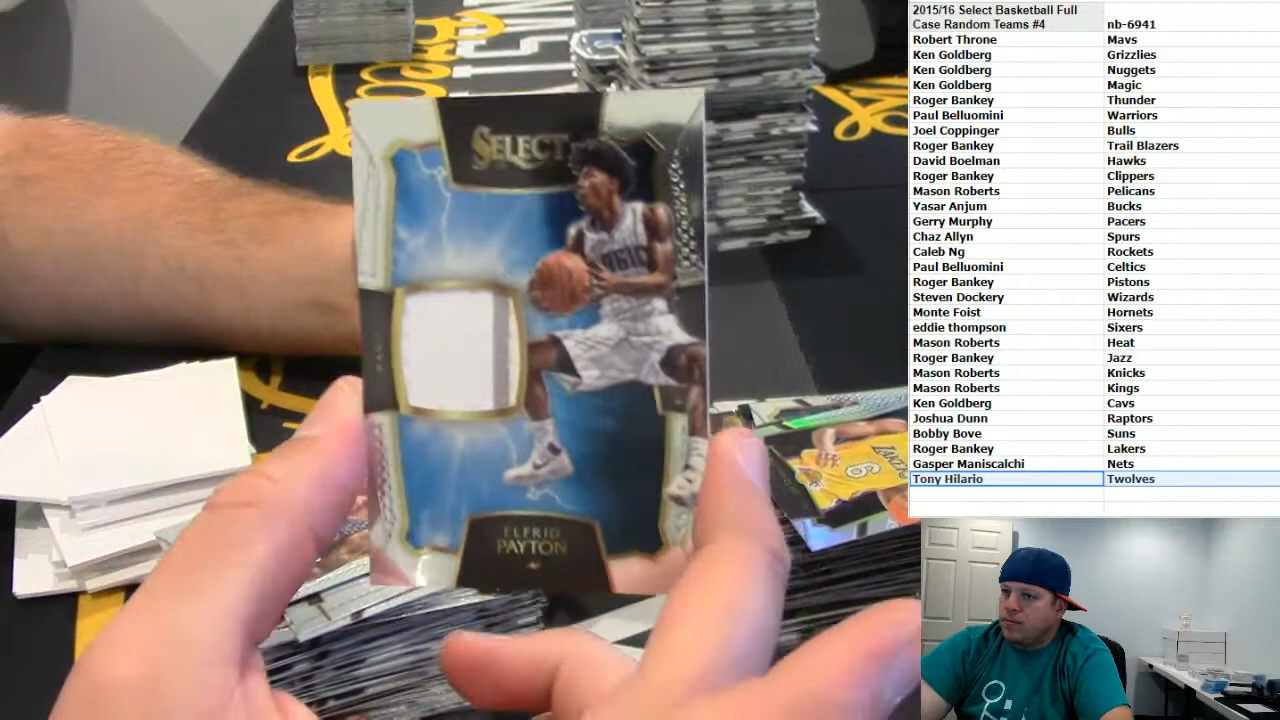 SELECT
MAGIC
ELFRID
PAYTON
LAKERS
6
2015/16 Select Basketball Full
Case Random Teams #4 nb-6941
Robert Throne Mavs
Ken Goldberg Grizzlies
Ken Goldberg Nuggets
Ken Goldberg Magic
Roger Bankey Thunder
Paul Belluomini Warriors
Joel Coppinger Bulls
Roger Bankey Trail Blazers
David Boelman Hawks
Roger Bankey Clippers
Mason Roberts Pelicans
Yasar Anjum Bucks
Gerry Murphy Pacers
Chaz Allyn Spurs
Caleb Ng Rockets
Paul Belluomini Celtics
Roger Bankey Pistons
Steven Dockery Wizards
Monte Foist Hornets
eddie thompson Sixers
Mason Roberts Heat
Roger Bankey Jazz
Mason Roberts Knicks
Mason Roberts Kings
Ken Goldberg Cavs
Joshua Dunn Raptors
Bobby Bove Suns
Roger Bankey Lakers
Gasper Maniscalchi Nets
Tony Hilario Twolves